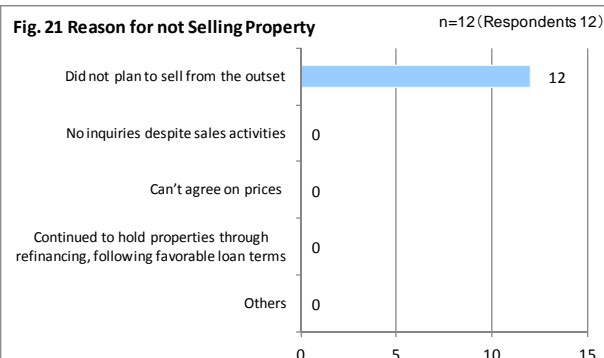 Fig. 21 Reason for not Selling Property
n=12(Respondents 12)
Did not plan to sell from the outset
12
No inquiries despite sales activities
0
Can't agree on prices
0
Continued to hold properties through
refinancing, following favorable loan terms
0
Others
0
0 5 10 15